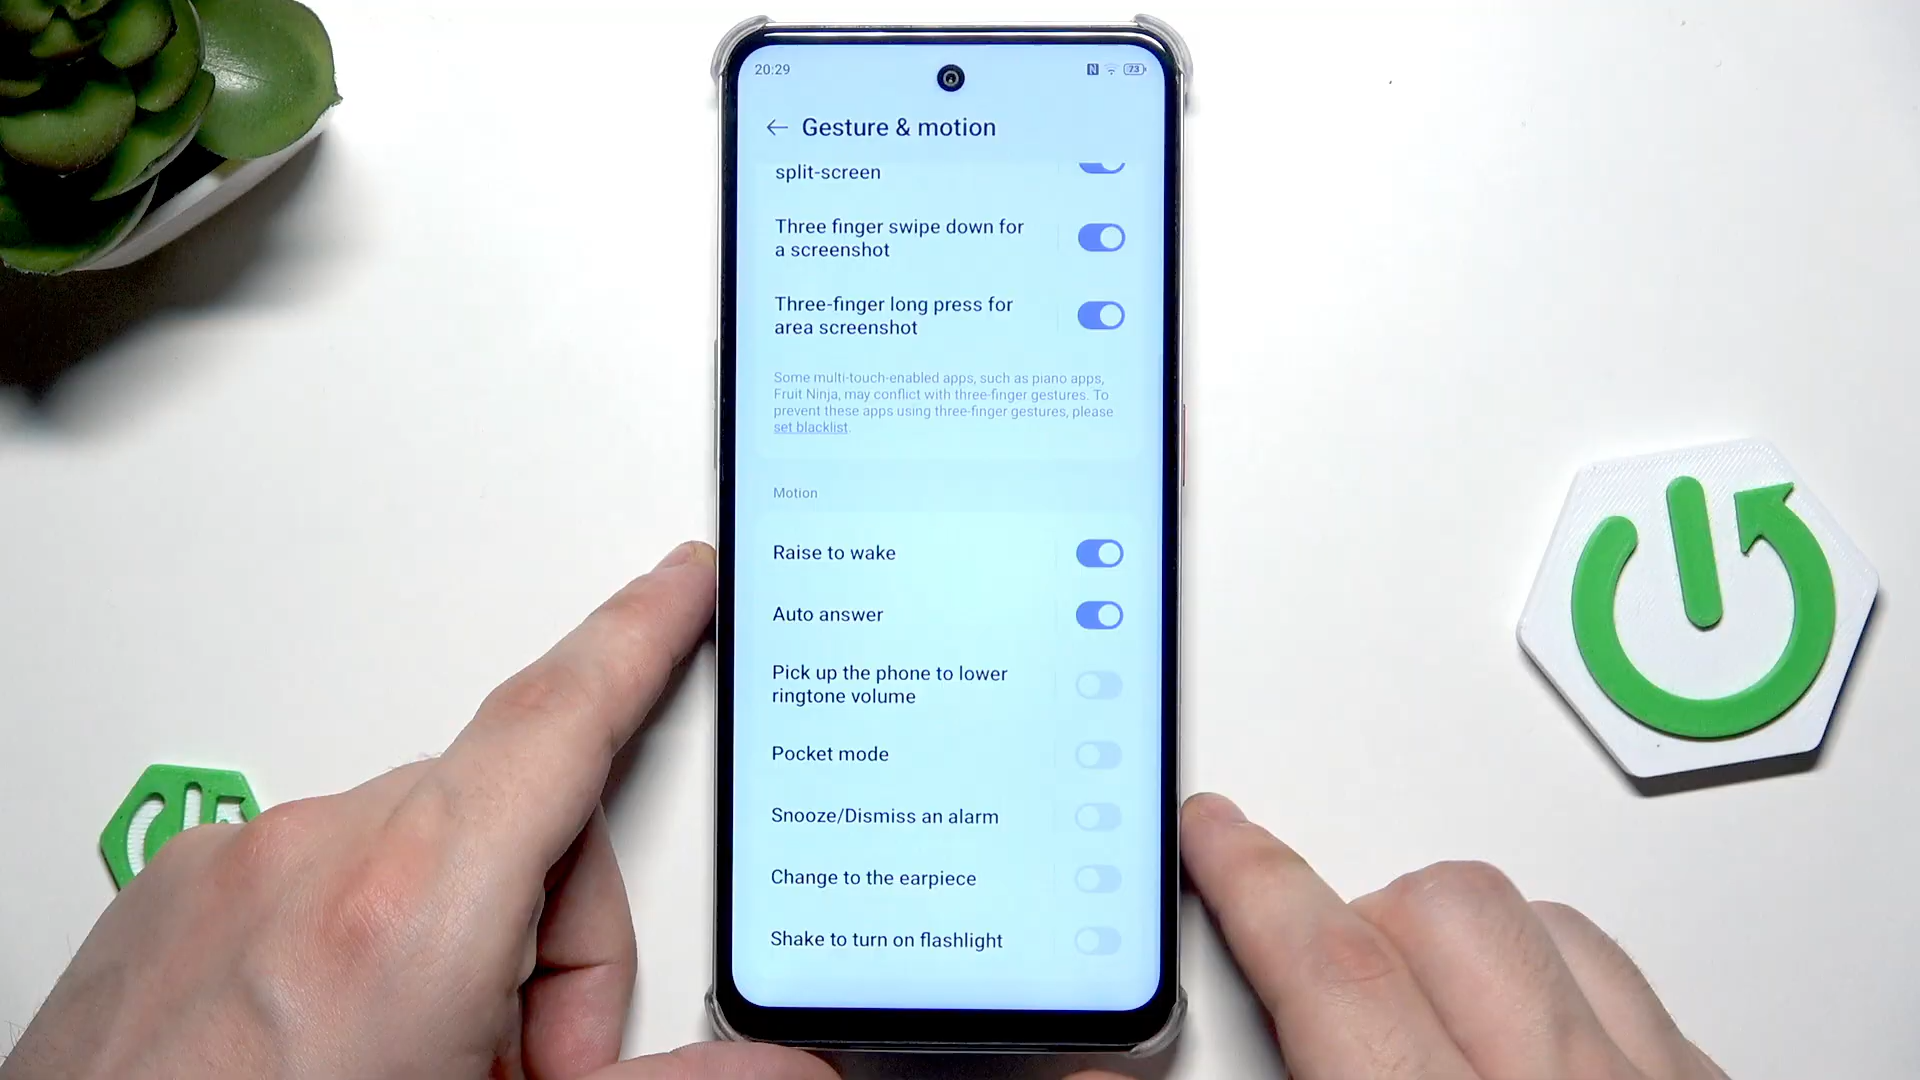 20:29
N 73
Gesture & motion
split-screen
Three finger swipe down for
a screenshot
Three-finger long press for
area screenshot
Some multi-touch-enabled apps, such as piano apps,
Fruit Ninja, may conflict with three-finger gestures. To
prevent these apps using three-finger gestures, please
set blacklist.
Motion
Raise to wake
Auto answer
Pick up the phone to lower
ringtone volume
Pocket mode
Snooze/Dismiss an alarm
Change to the earpiece
Shake to turn on flashlight